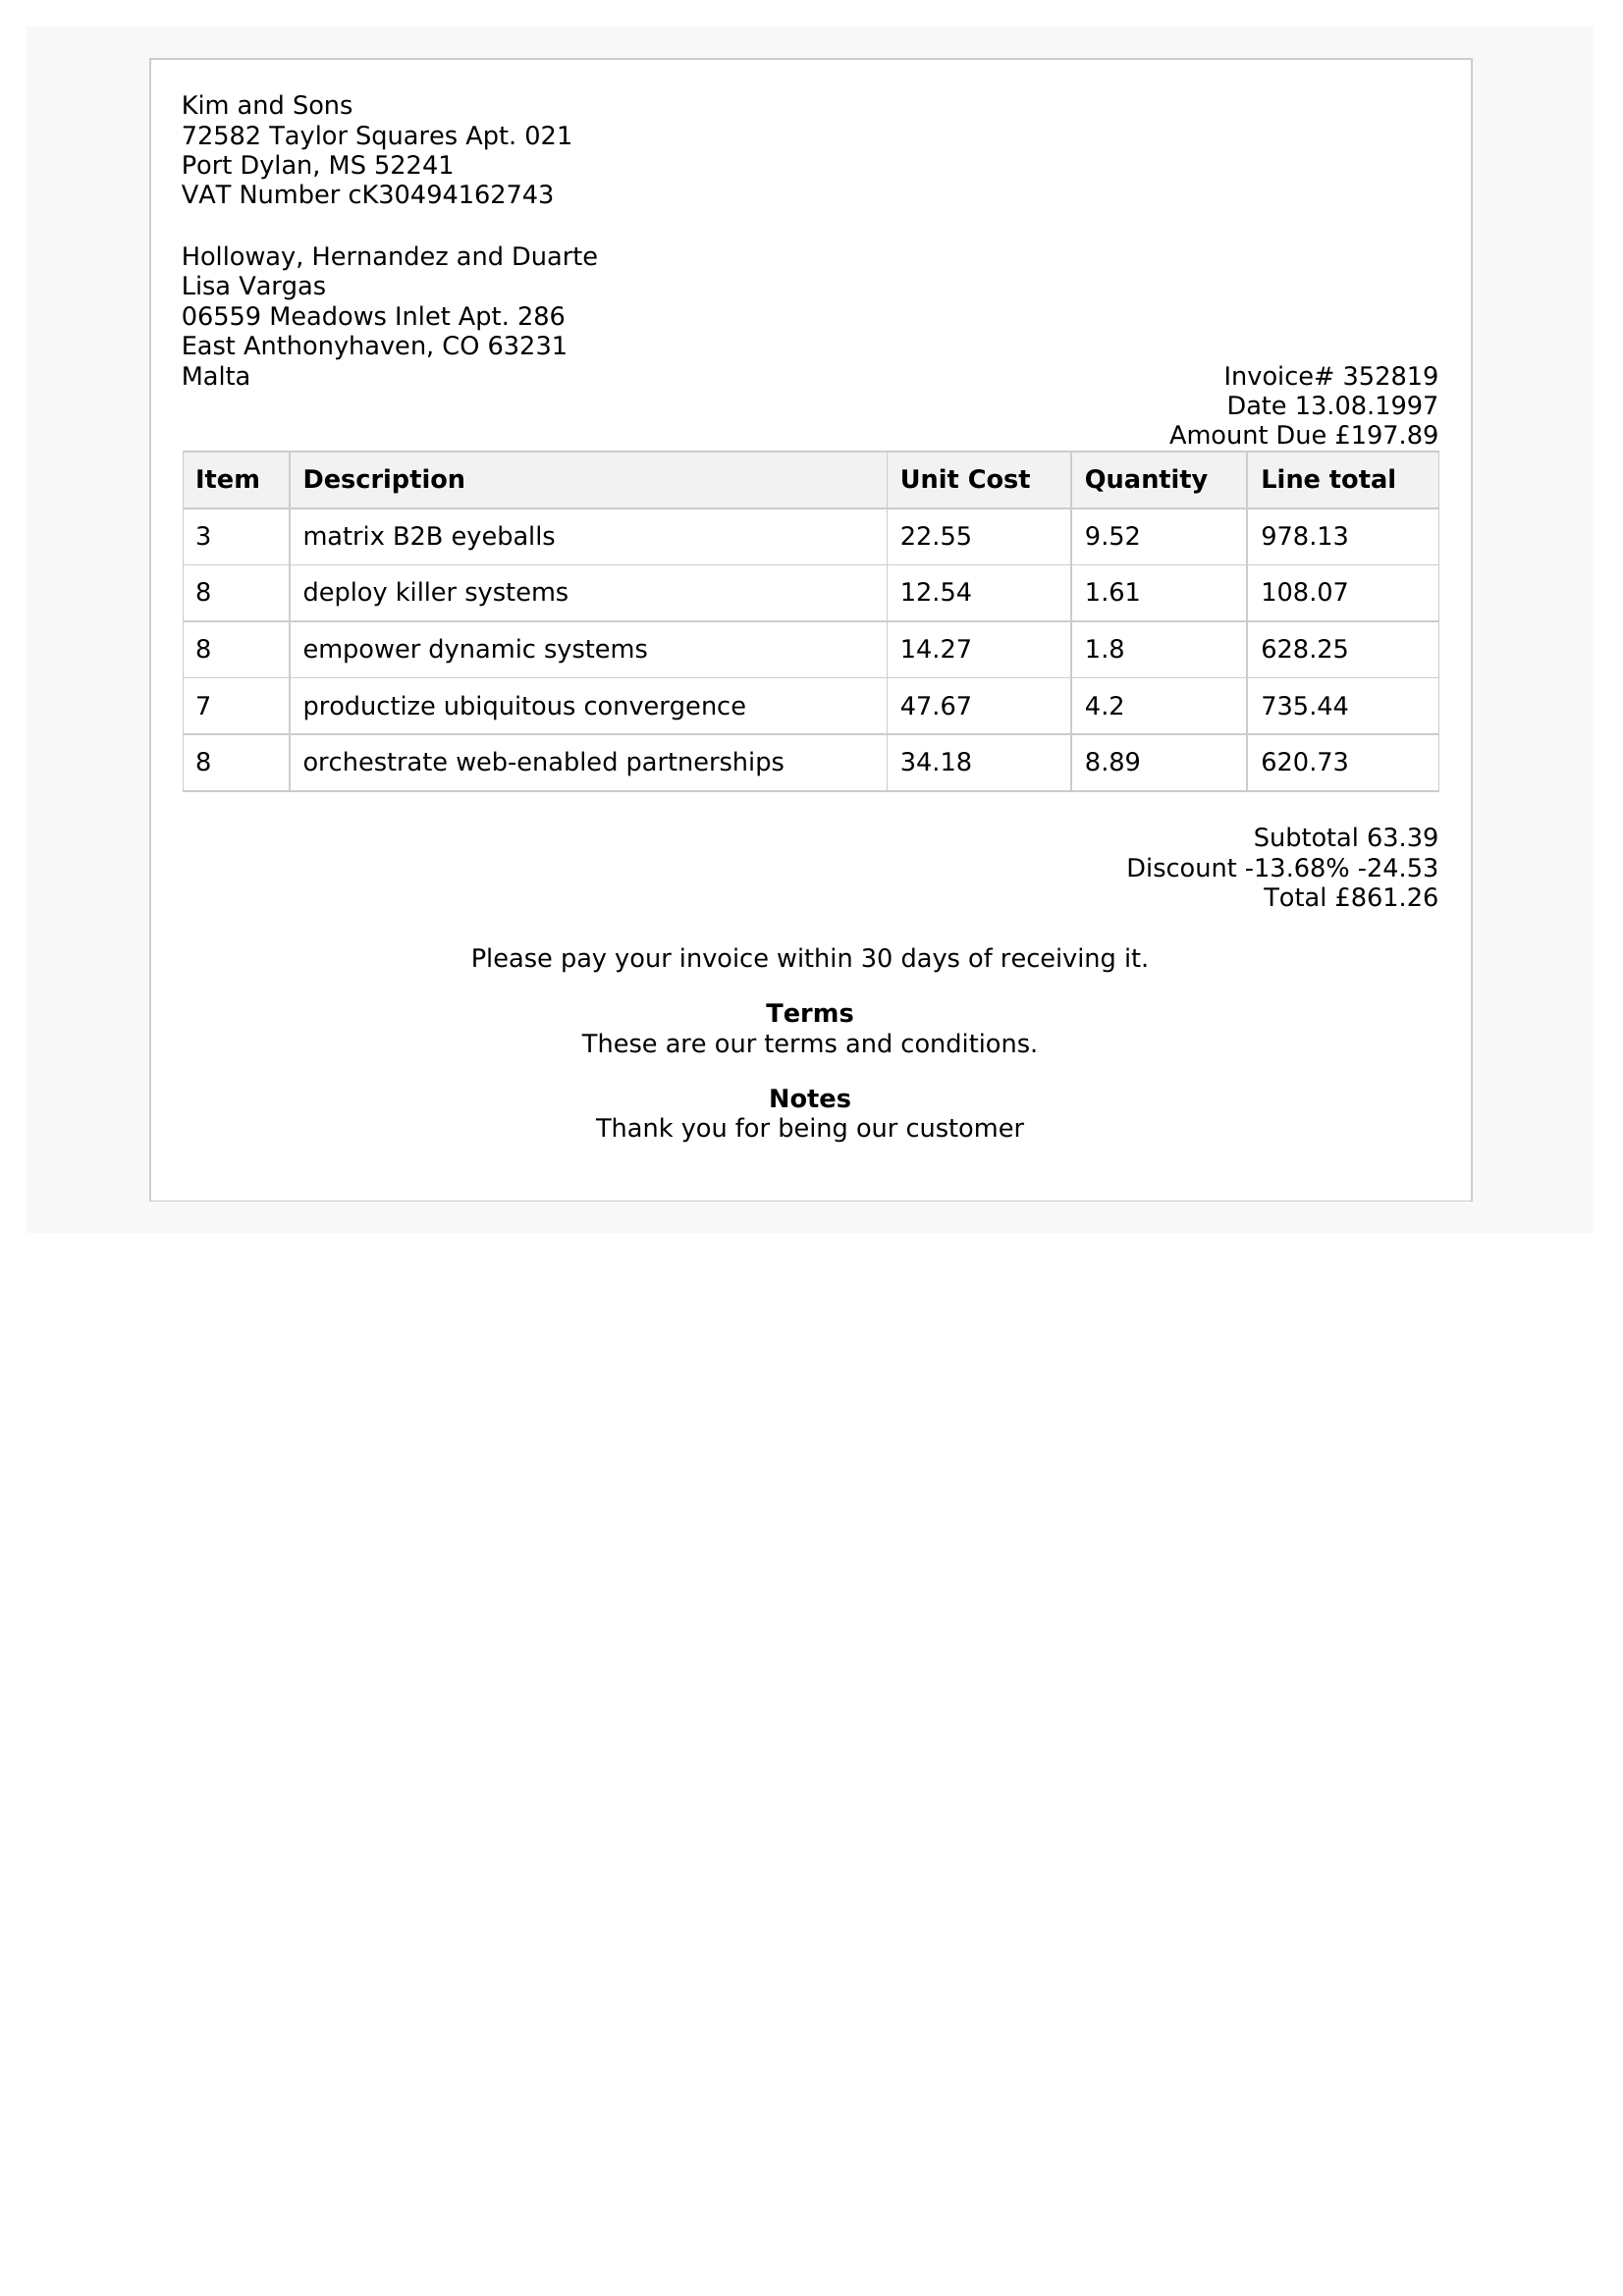 Kim and Sons
72582 Taylor Squares Apt. 021
Port Dylan, MS 52241
VAT Number cK30494162743
Holloway, Hernandez and Duarte
Lisa Vargas
06559 Meadows Inlet Apt. 286
East Anthonyhaven, CO 63231
Malta
Invoice# 352819
Date 13.08.1997
Amount Due £197.89
Item Description Unit Cost Quantity Line total
3 matrix B2B eyeballs 22.55 9.52 978.13
8 deploy killer systems 12.54 1.61 108.07
8 empower dynamic systems 14.27 1.8 628.25
7 productize ubiquitous convergence 47.67 4.2 735.44
8 orchestrate web-enabled partnerships 34.18 8.89 620.73
Subtotal 63.39
Discount -13.68% -24.53
Total £861.26
Please pay your invoice within 30 days of receiving it.
Terms
These are our terms and conditions.
Notes
Thank you for being our customer